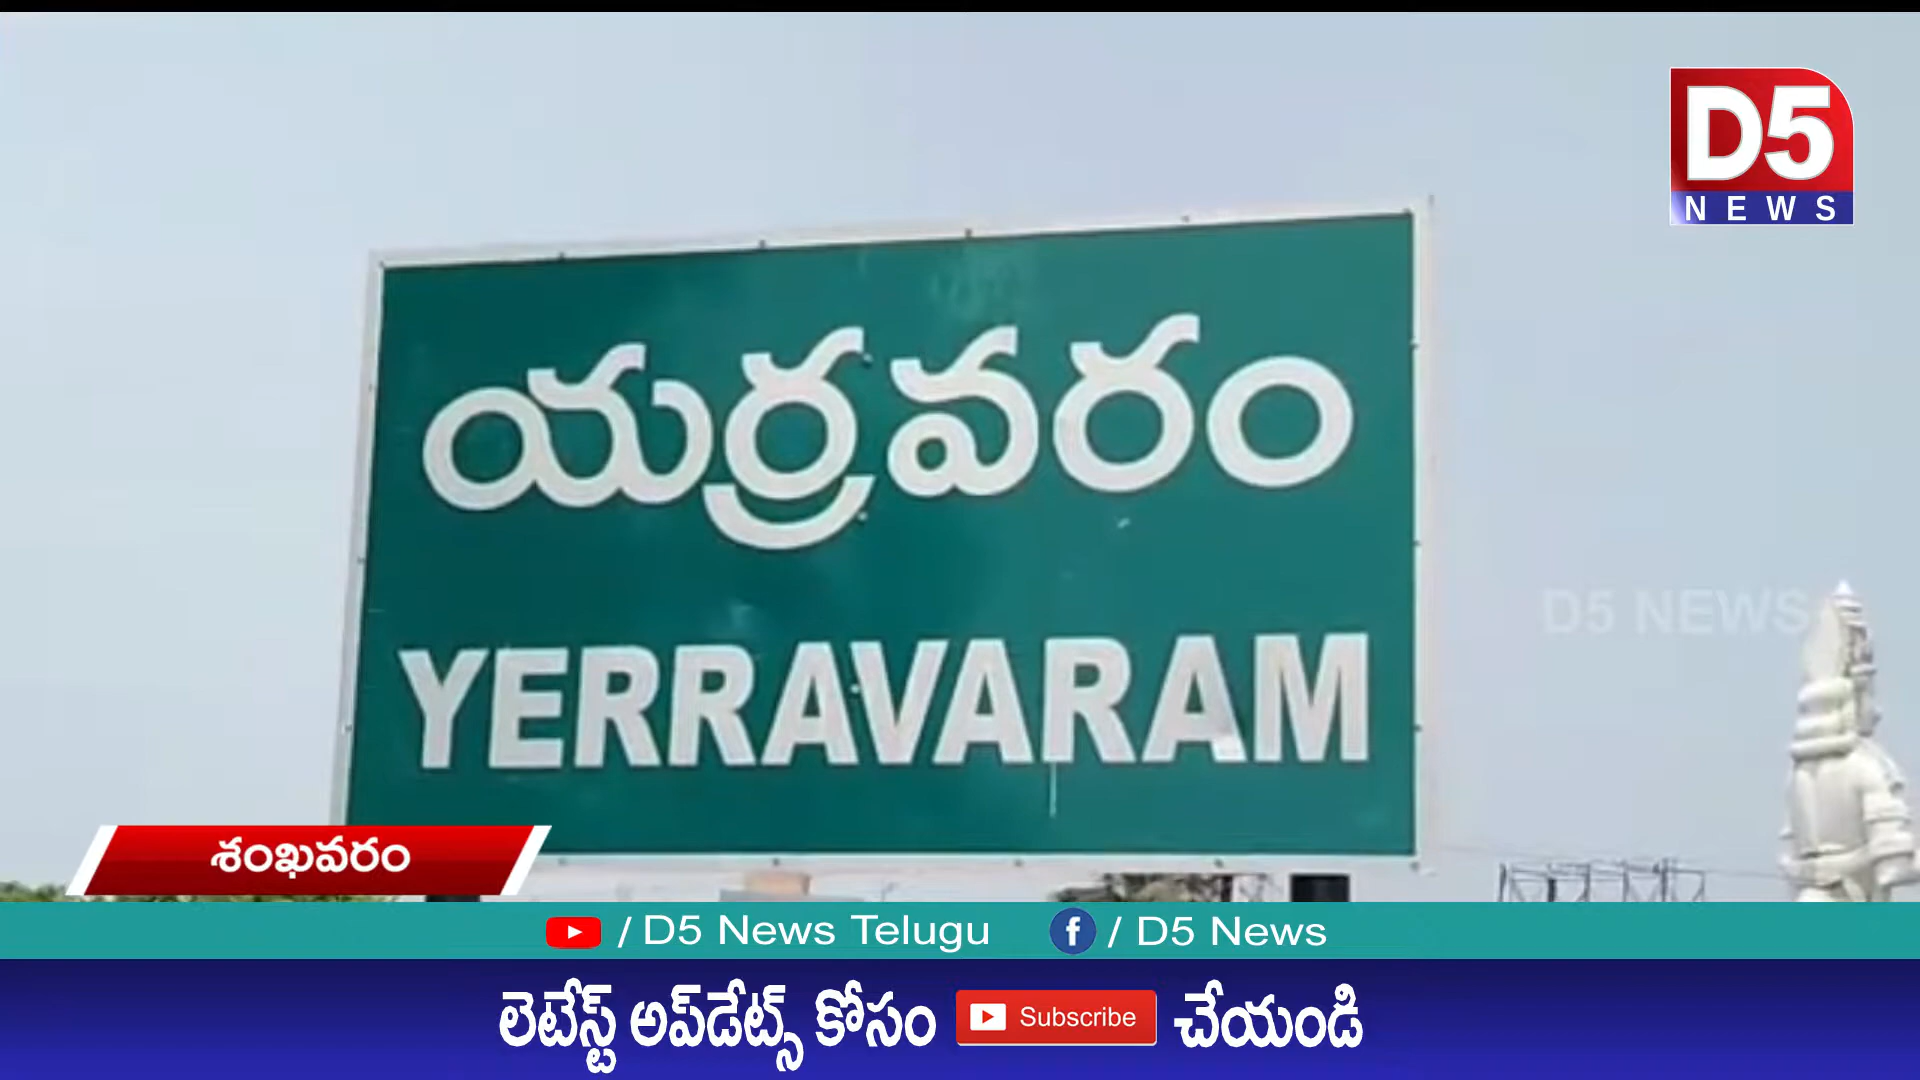 D5
NEWS
యర్రవరం
D5 NEWS
YERRAVARAM
శంఖవరం
/ D5 News Telugu / D5 News
లెటేస్ట్ అప్‌డేట్స్ కోసం Subscribe చేయండి